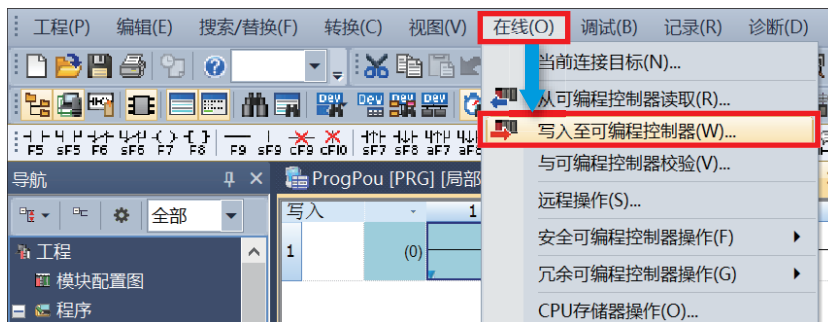 工程(P) 编辑(E) 搜索/替换(F) 转换(C) 视图(V) 在线(O) 调试(B) 记录(R) 诊断(D)
当前连接目标(N)...
从可编程控制器读取(R)...
写入至可编程控制器(W)...
与可编程控制器校验(V)...
远程操作(S)...
安全可编程控制器操作(F)
冗余可编程控制器操作(G)
CPU存储器操作(O)...
DEV DEV DEV
F5 sF5 F6 sF6 F7 F8 F9 sF9 cF9 cF10 sF7 sF8 aF7 aF8
导航
ProgPou [PRG] [局部
全部
写入 1
1 (0)
工程
模块配置图
程序